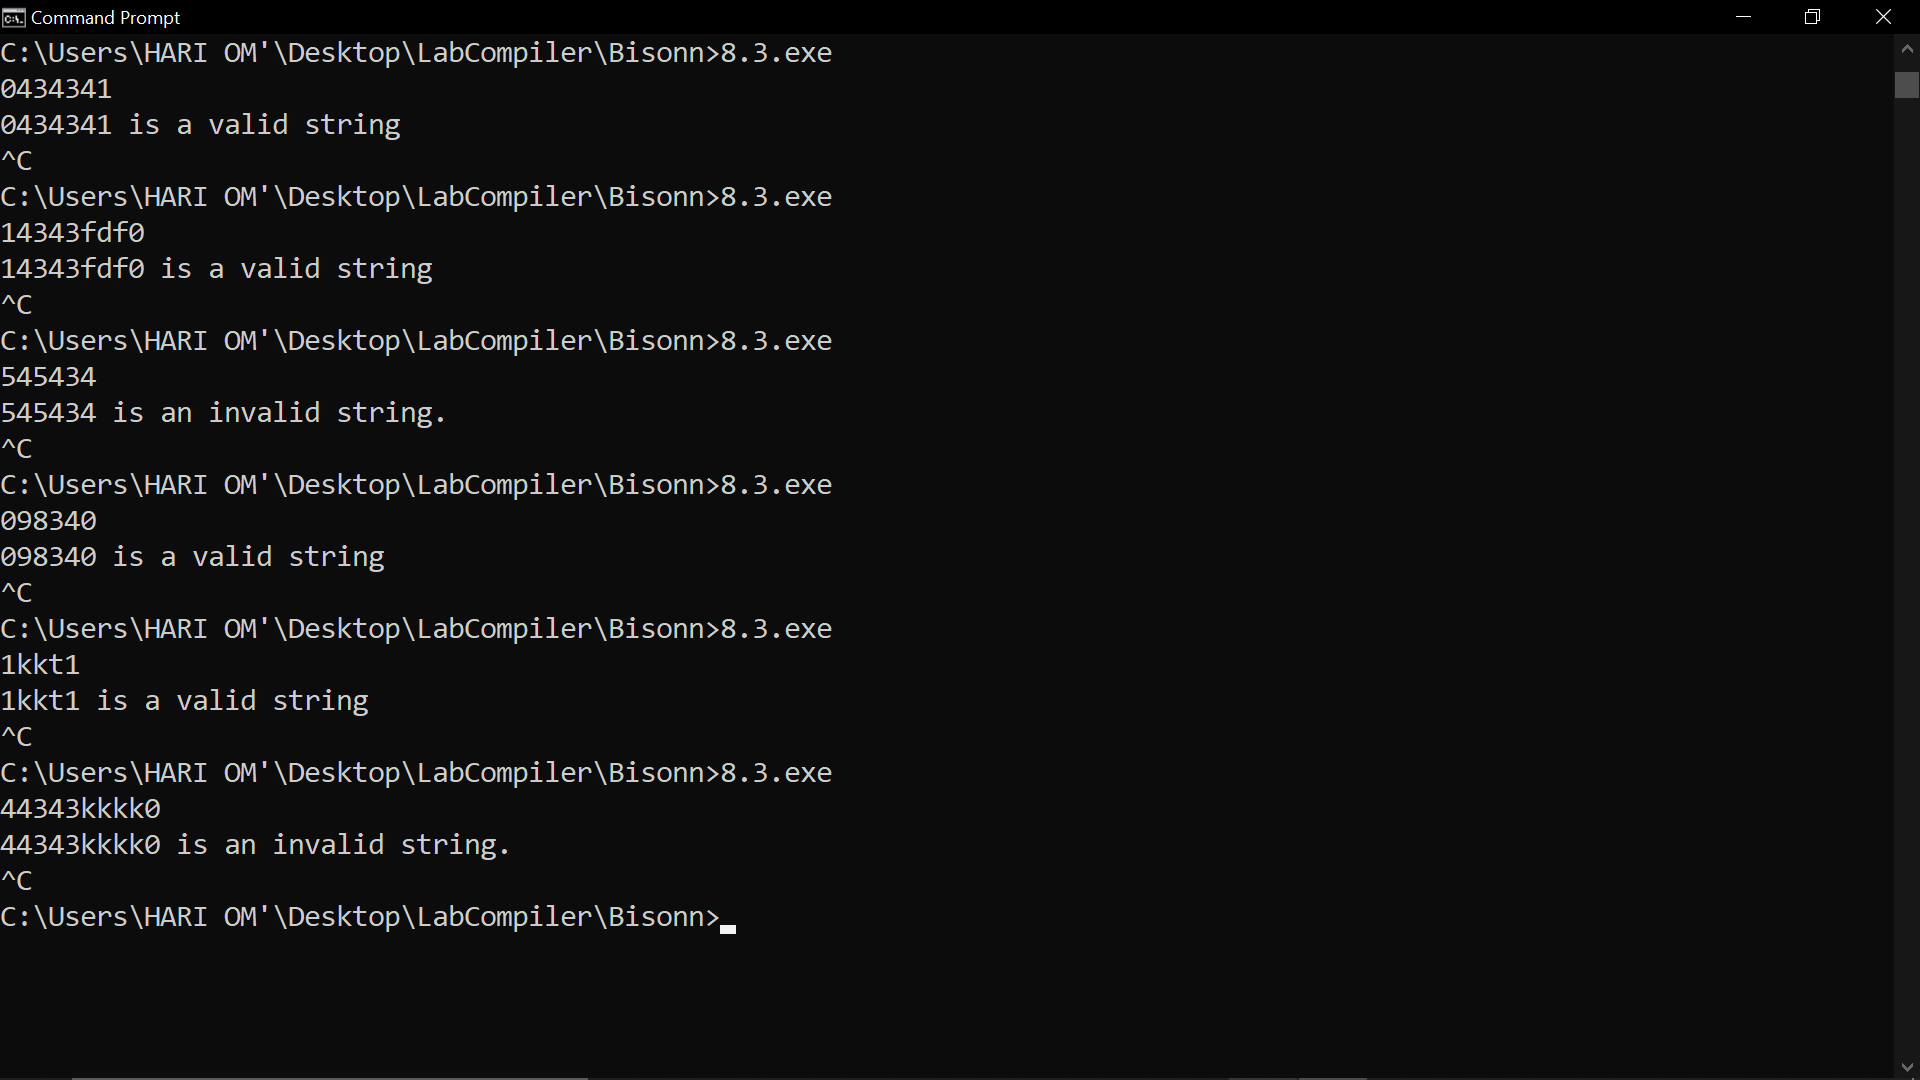 Command Prompt
C:\Users\HARI OM'\Desktop\LabCompiler\Bisonn>8.3.exe
0434341
0434341 is a valid string
^C
C:\Users\HARI OM'\Desktop\LabCompiler\Bisonn>8.3.exe
14343fdf0
14343fdf0 is a valid string
^C
C:\Users\HARI OM'\Desktop\LabCompiler\Bisonn>8.3.exe
545434
545434 is an invalid string.
^C
C:\Users\HARI OM'\Desktop\LabCompiler\Bisonn>8.3.exe
098340
098340 is a valid string
^C
C:\Users\HARI OM'\Desktop\LabCompiler\Bisonn>8.3.exe
1kkt1
1kkt1 is a valid string
^C
C:\Users\HARI OM'\Desktop\LabCompiler\Bisonn>8.3.exe
44343kkkk0
44343kkkk0 is an invalid string.
^C
C:\Users\HARI OM'\Desktop\LabCompiler\Bisonn>